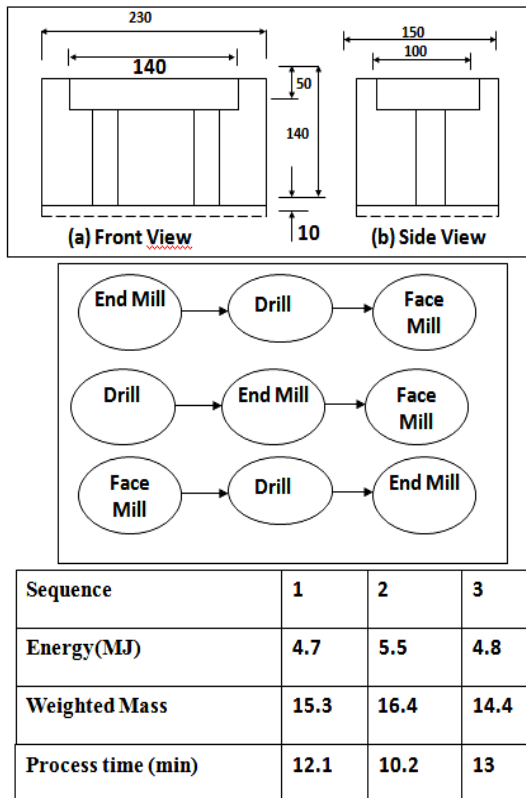 230
140
50
140
10
(a) Front View
150
100
(b) Side View
End Mill
Drill
Face
Mill
Drill
End Mill
Face
Mill
Face
Mill
Drill
End Mill
Sequence 1 2 3
Energy(MJ) 4.7 5.5 4.8
Weighted Mass 15.3 16.4 14.4
Process time (min) 12.1 10.2 13